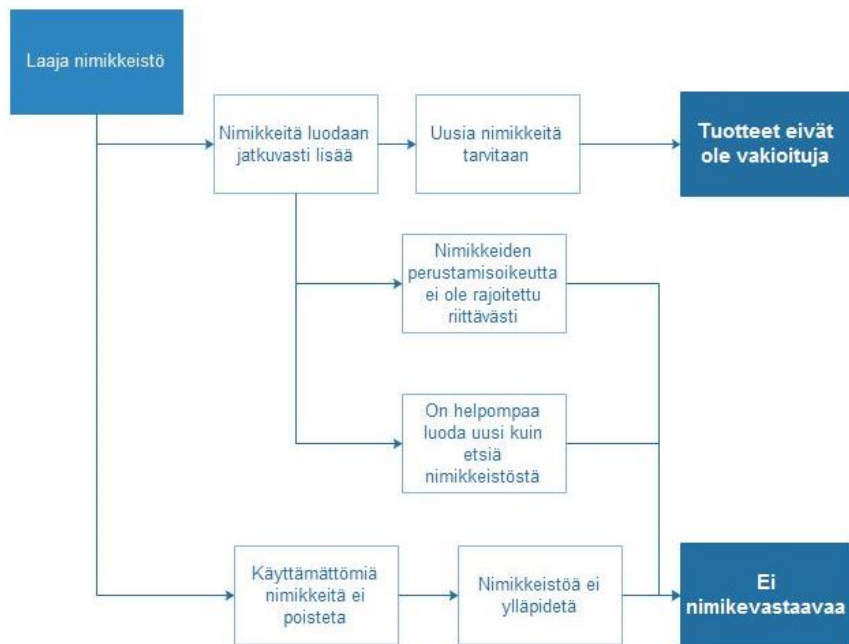 Laaja nimikkeistö
Nimikkeitä luodaan
jatkuvasti lisää
Uusia nimikkeitä
tarvitaan
Tuotteet eivät
ole vakioituja
Nimikkeiden
perustamisoikeutta
ei ole rajoitettu
riittävästi
On helpompaa
luoda uusi kuin
etsiä
nimikkeistöstä
Käyttämättömiä
nimikkeitä ei
poisteta
Nimikkeistöä ei
ylläpidetä
Ei
nimikevastaavaa